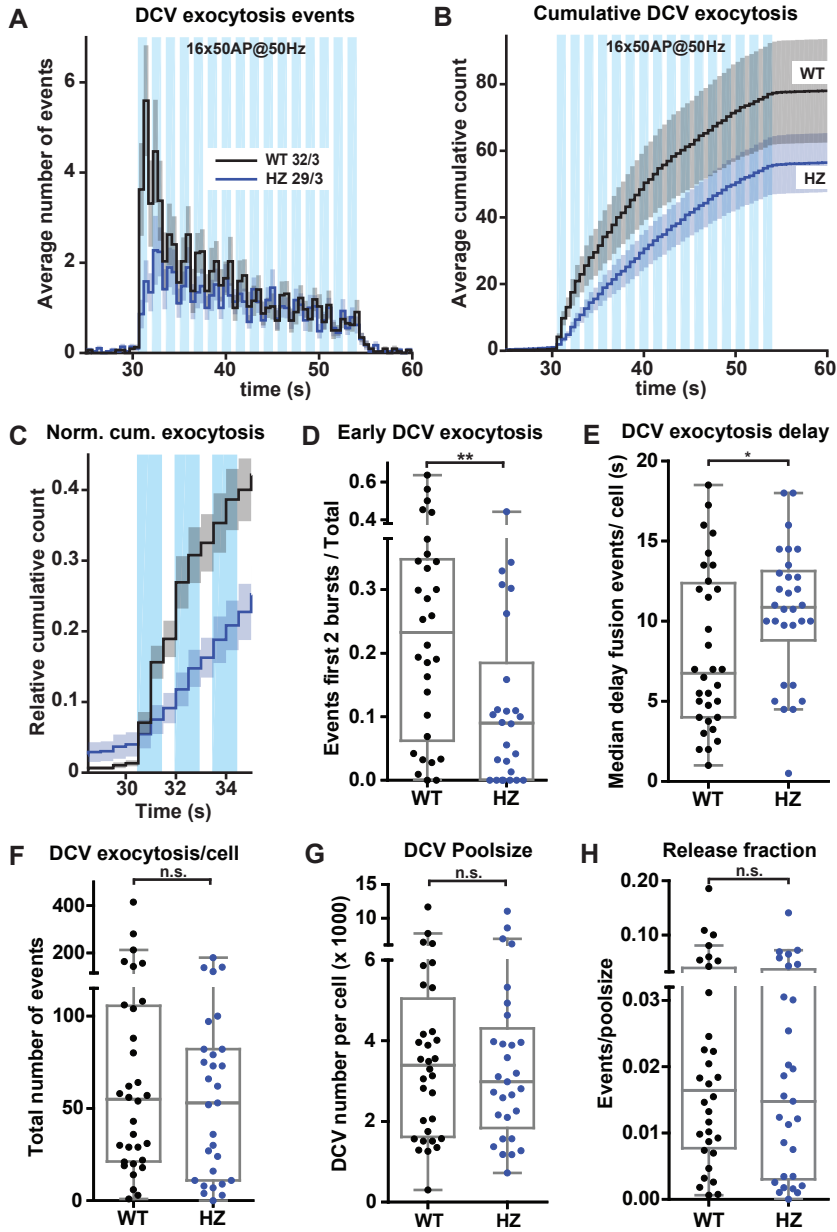 A
DCV exocytosis events
16x50AP@50Hz
Average number of events
6
4
2
0
WT 32/3
HZ 29/3
30
40
50
60
time (s)
B
Cumulative DCV exocytosis
16x50AP@50Hz
Average cumulative count
80
60
40
20
0
WT
HZ
30
40
50
60
time (s)
C
Norm. cum. exocytosis
Relative cumulative count
0.4
0.3
0.2
0.1
0
30
32
34
Time (s)
D
Early DCV exocytosis
**
Events first 2 bursts / Total
0.6
0.4
0.3
0.2
0.1
0.0
WT
HZ
E
DCV exocytosis delay
*
Median delay fusion events/ cell (s)
20
15
10
5
0
WT
HZ
F
DCV exocytosis/cell
n.s.
Total number of events
400
200
100
50
0
WT
HZ
G
DCV Poolsize
n.s.
DCV number per cell (x 1000)
15
10
6
4
2
0
WT
HZ
H
Release fraction
n.s.
Events/poolsize
0.20
0.10
0.03
0.02
0.01
0.00
WT
HZ